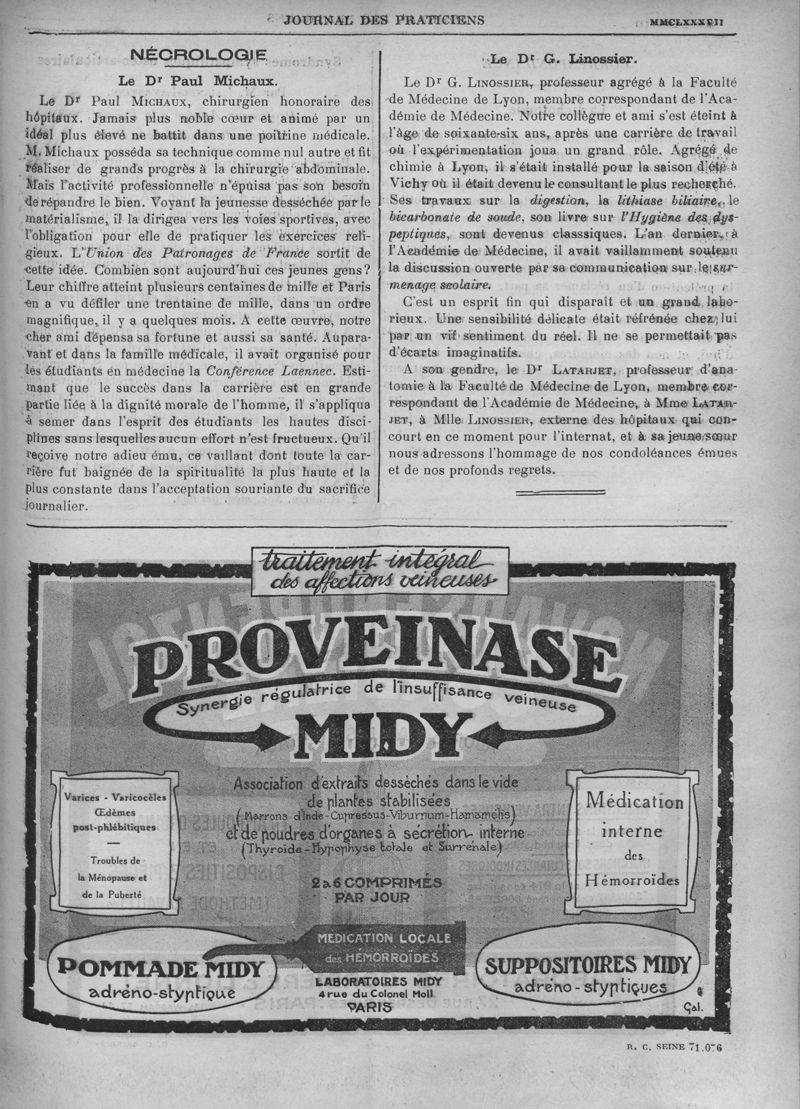 JOURNAL DES PRATICIENS
NÉCROLOGIE
Le Dr Paul Michaux.
Le Dr Paul MICHAUX, chirurgien honoraire des
hôpitaux. Jamais plus noble cœur et animé par un
idéal plus élevé ne battit dans une poitrine médicale.
M. Michaux posséda sa technique comme nul autre et fit
réaliser de grands progrès à la chirurgie abdominale.
Mais l'activité professionnelle n'épuisa pas son besoin
de répandre le bien. Voyant la jeunesse desséchée par le
matérialisme, il la dirigea vers les voies sportives, avec
l'obligation pour elle de pratiquer les exercices reli-
gieux. L'Union des Patronages de France sortit de
cette idée. Combien sont aujourd'hui ces jeunes gens?
Leur chiffre atteint plusieurs centaines de mille et Paris
en a vu défiler une trentaine de mille, dans un ordre
magnifique, il y a quelques mois. A cette œuvre, notre
cher ami dépensa sa fortune et aussi sa santé. Aupara-
vant et dans la famille médicale, il avait organisé pour
les étudiants en médecine la Conférence Laennec. Esti-
mant que le succès dans la carrière est en grande
partie liée à la dignité morale de l'homme, il s'appliqua
à semer dans l'esprit des étudiants les hautes disci-
plines sans lesquelles aucun effort n'est fructueux. Qu'il
reçoive notre adieu ému, ce vaillant dont toute la car-
rière fut baignée de la spiritualité la plus haute et la
plus constante dans l'acceptation souriante du sacrifice
journalier.
Le Dr G. Linossier.
Le Dr G. LINOSSIER, professeur agrégé à la Faculté
de Médecine de Lyon, membre correspondant de l'Aca-
démie de Médecine. Notre collègue et ami s'est éteint à
l'âge de soixante-six ans, après une carrière de travail
où l'expérimentation joua un grand rôle. Agrégé de
chimie à Lyon, il s'était installé pour la saison d'été à
Vichy où il était devenu le consultant le plus recherché.
Ses travaux sur la digestion, la lithiase biliaire, le
bicarbonate de soude, son livre sur l'Hygiène des dys-
peptiques, sont devenus classsiques. L'an dernier, à
l'Académie de Médecine, il avait vaillamment soutenu
la discussion ouverte par sa communication sur le sur-
menage scolaire.
C'est un esprit fin qui disparaît et un grand labo-
rieux. Une sensibilité délicate était réfrénée chez lui
par un vif sentiment du réel. Il ne se permettait pas
d'écarts imaginatifs.
A son gendre, le Dr LATARJET, professeur d'ana-
tomie à la Faculté de Médecine de Lyon, membre cor-
respondant de l'Académie de Médecine, à Mme LATAR-
JET, à Mlle LINOSSIER, externe des hôpitaux qui con-
court en ce moment pour l'internat, et à sa jeune sœur
nous adressons l'hommage de nos condoléances émues
et de nos profonds regrets.
traitement intégral
des affections veineuses
PROVEINASE
Synergie régulatrice de l'insuffisance veineuse
MIDY
Varices - Varicocèles
Œdèmes
post-phlébitiques
Troubles de
la Ménopause et
de la Puberté
Association d'extraits desséchés dans le vide
de plantes stabilisées
(Marrons d'Inde-Cupressus-Viburnum-Hamamelis)
et de poudres d'organes à sécrétion interne
(Thyroïde-Hypophyse totale et Surrénale)
2 à 6 COMPRIMÉS
PAR JOUR
Médication
interne
des
Hémorroïdes
MÉDICATION LOCALE
des HÉMORROÏDES
POMMADE MIDY
adréno-styptique
LABORATOIRES MIDY
4 rue du Colonel Moll
PARIS
SUPPOSITOIRES MIDY
adréno-styptiques
Gal.
R. C. SEINE 71.076